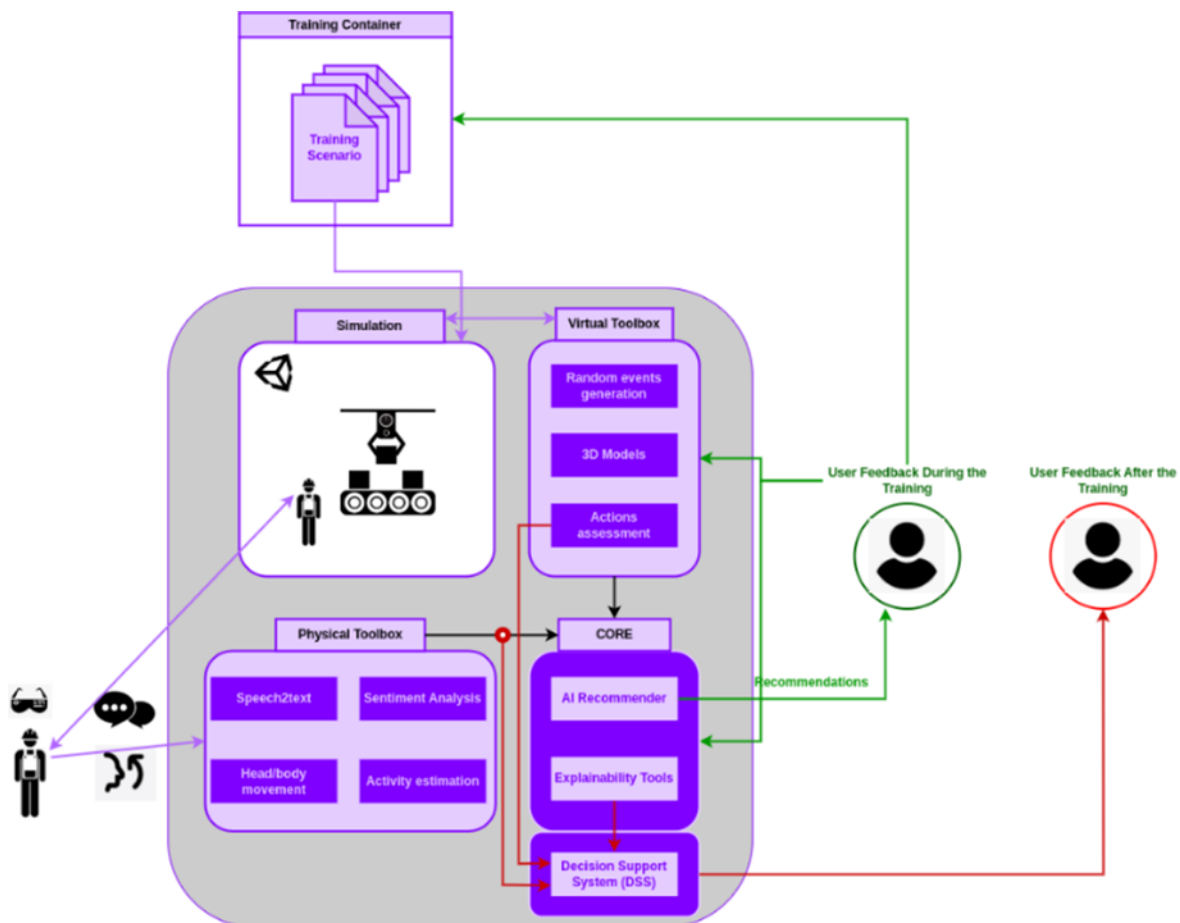 Training Container
Training
Scenario
Simulation
Virtual Toolbox
Random events
generation
3D Models
Actions
assessment
User Feedback During the
Training
User Feedback After the
Training
Physical Toolbox
CORE
Speech2text
Sentiment Analysis
Head/body
movement
Activity estimation
AI Recommender
Recommendations
Explainability Tools
Decision Support
System (DSS)